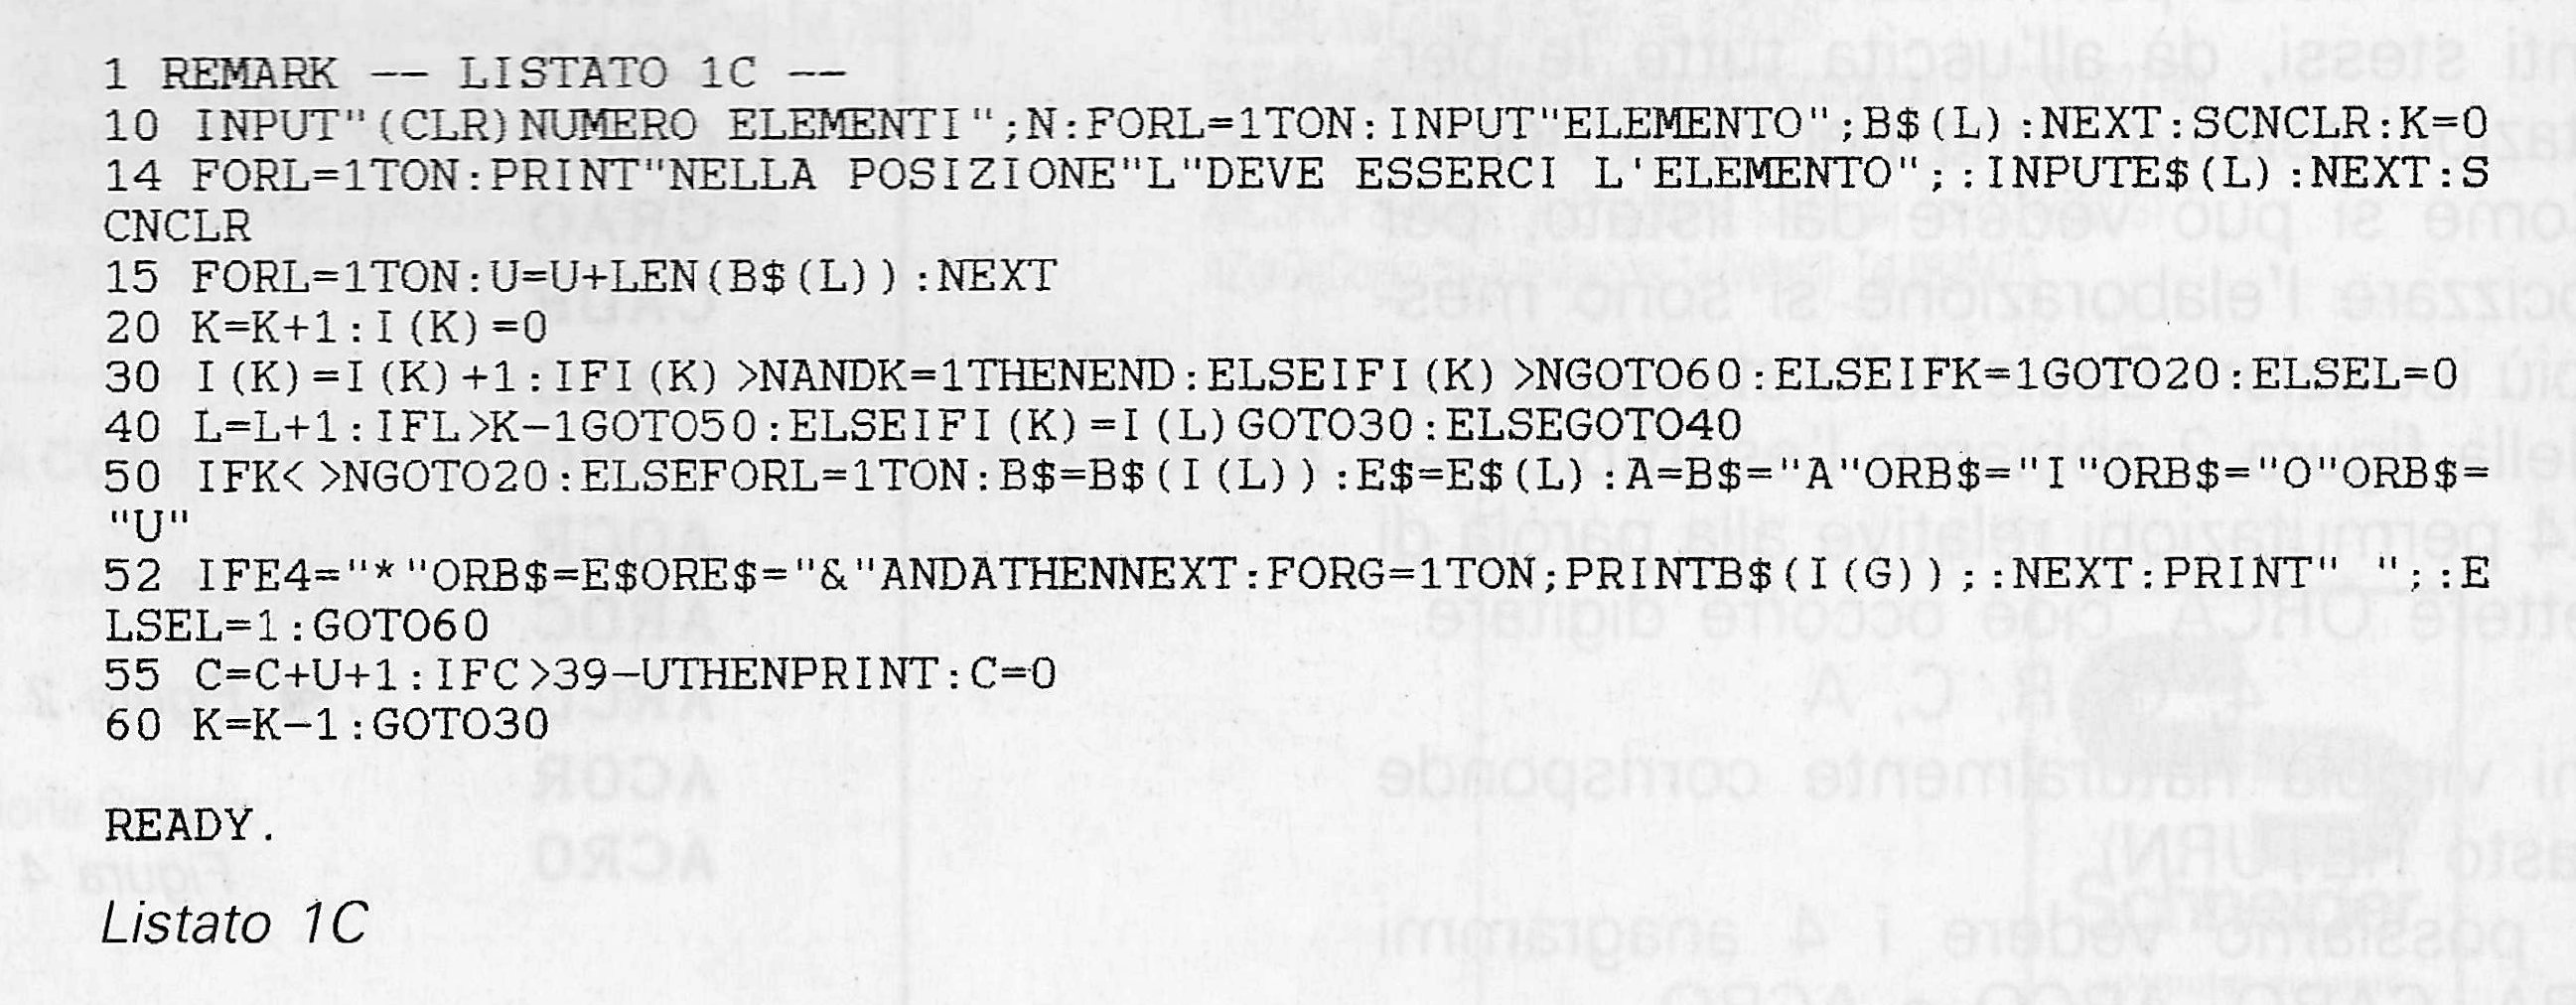 1 REMARK -- LISTATO 1C --
10 INPUT"(CLR)NUMERO ELEMENTI";N:FORL=1TON:INPUT"ELEMENTO";B$(L):NEXT:SCNCLR:K=0
14 FORL=1TON:PRINT"NELLA POSIZIONE"L"DEVE ESSERCI L'ELEMENTO";:INPUTE$(L):NEXT:S
CNCLR
15 FORL=1TON:U=U+LEN(B$(L)):NEXT
20 K=K+1:I(K)=0
30 I(K)=I(K)+1:IFI(K)>NANDK=1THENEND:ELSEIFI(K)>NGOTO60:ELSEIFK=1GOTO20:ELSEL=0
40 L=L+1:IFL>K-1GOTO50:ELSEIFI(K)=I(L)GOTO30:ELSEGOTO40
50 IFK<>NGOTO20:ELSEFORL=1TON:B$=B$(I(L)):E$=E$(L):A=B$="A"ORB$="I"ORB$="O"ORB$=
"U"
52 IFE4="*"ORB$=E$ORE$="&"ANDATHENNEXT:FORG=1TON;PRINTB$(I(G));:NEXT:PRINT" ";:E
LSEL=1:GOTO60
55 C=C+U+1:IFC>39-UTHENPRINT:C=0
60 K=K-1:GOTO30
READY.
Listato 1C